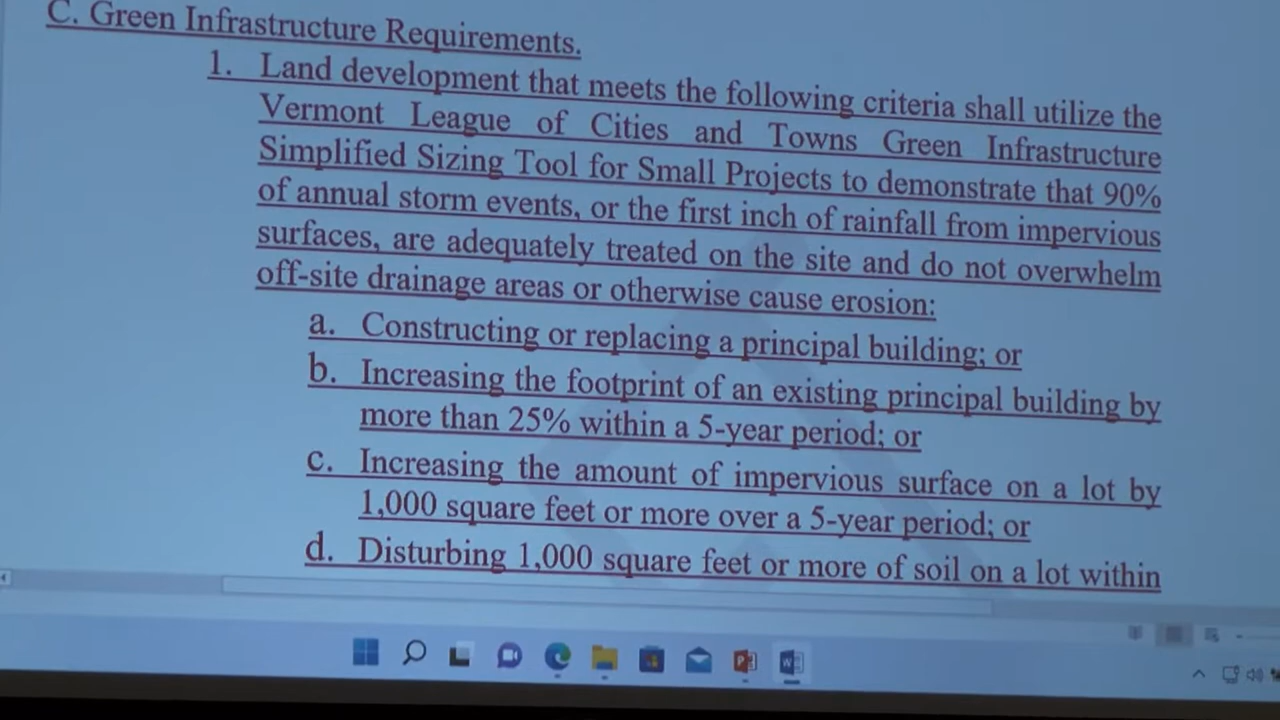 C. Green Infrastructure Requirements.
1. Land development that meets the following criteria shall utilize the
Vermont League of Cities and Towns Green Infrastructure
Simplified Sizing Tool for Small Projects to demonstrate that 90%
of annual storm events, or the first inch of rainfall from impervious
surfaces, are adequately treated on the site and do not overwhelm
off-site drainage areas or otherwise cause erosion:
a. Constructing or replacing a principal building; or
b. Increasing the footprint of an existing principal building by
more than 25% within a 5-year period; or
c. Increasing the amount of impervious surface on a lot by
1,000 square feet or more over a 5-year period; or
d. Disturbing 1,000 square feet or more of soil on a lot within